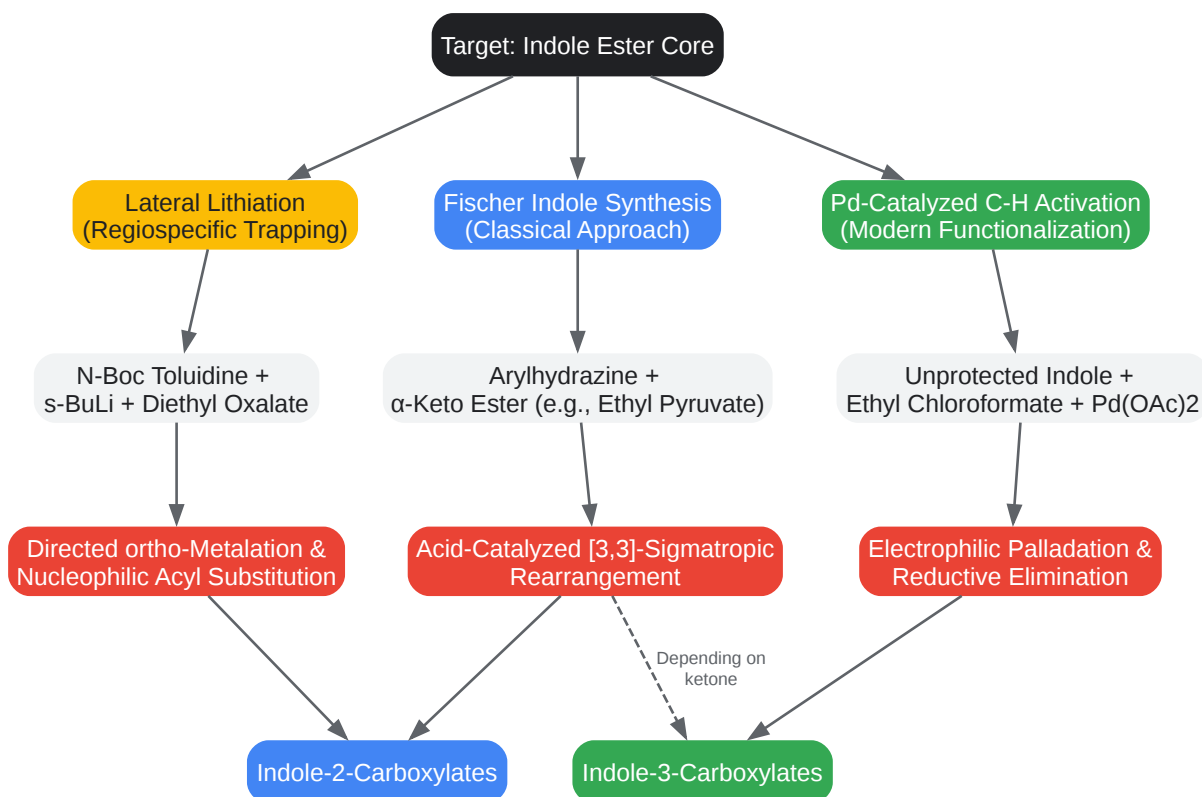 Target: Indole Ester Core
Lateral Lithiation
(Regiospecific Trapping)
Fischer Indole Synthesis
(Classical Approach)
Pd-Catalyzed C-H Activation
(Modern Functionalization)
N-Boc Toluidine +
s-BuLi + Diethyl Oxalate
Arylhydrazine +
α-Keto Ester (e.g., Ethyl Pyruvate)
Unprotected Indole +
Ethyl Chloroformate + Pd(OAc)2
Directed ortho-Metalation &
Nucleophilic Acyl Substitution
Acid-Catalyzed [3,3]-Sigmatropic
Rearrangement
Electrophilic Palladation &
Reductive Elimination
Depending on
ketone
Indole-2-Carboxylates
Indole-3-Carboxylates